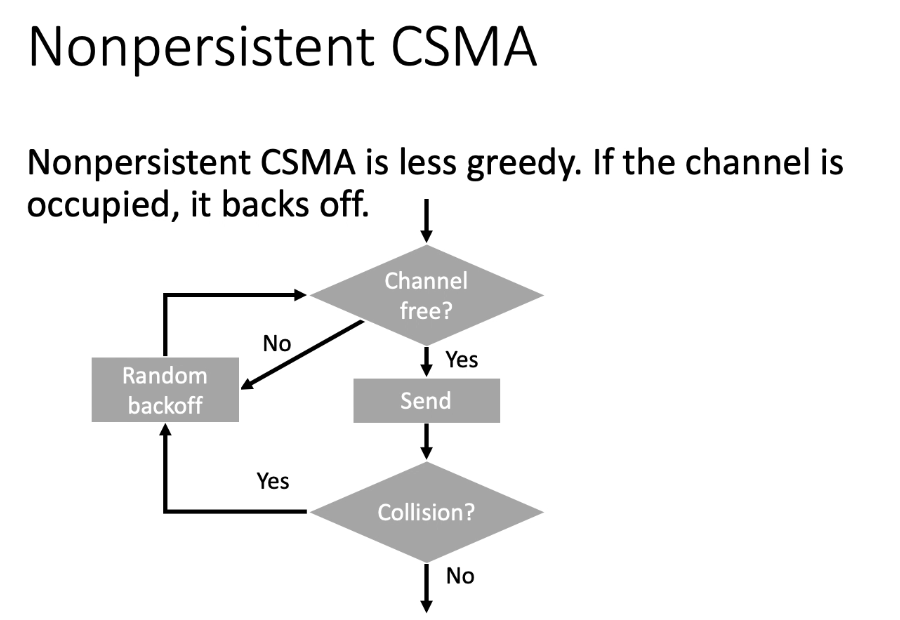 Nonpersistent CSMA
Nonpersistent CSMA is less greedy. If the channel is
occupied, it backs off.
Channel
free?
No
Yes
Random
backoff
Send
Yes
Collision?
No